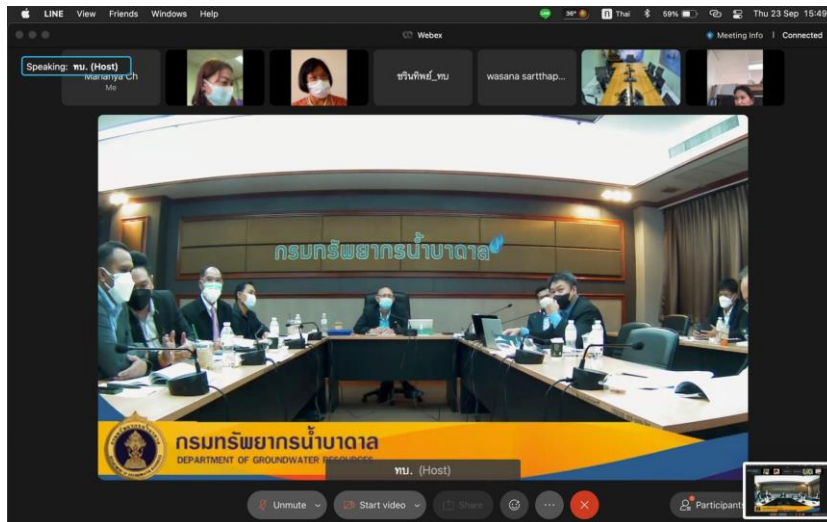 LINE View Friends Windows Help
36° Thai 59% Thu 23 Sep 15:49
Webex
Meeting Info | Connected
Speaking: ทบ. (Host)
Mananya Ch
Me
ชรินทิพย์_ทบ
wasana sartthap...
กรมทรัพยากรน้ำบาดาล
กรมทรัพยากรน้ำบาดาล
DEPARTMENT OF GROUNDWATER RESOURCES
ทบ. (Host)
Unmute
Start video
Share
Participants